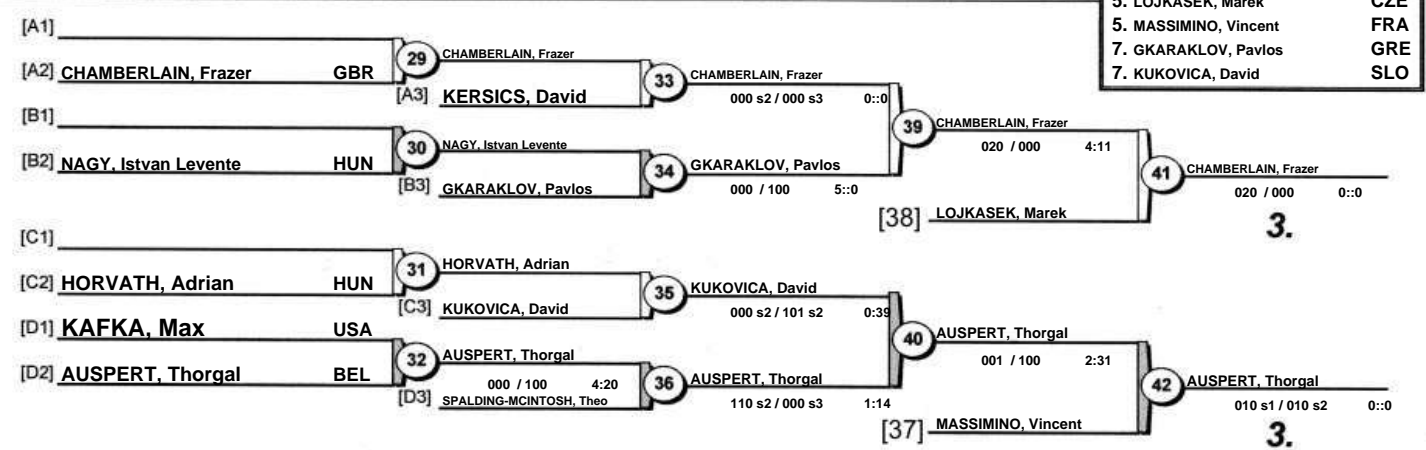 5. LOJKASEK, Marek CZE
5. MASSIMINO, Vincent FRA
7. GKARAKLOV, Pavlos GRE
7. KUKOVICA, David SLO
[A1]
[A2] CHAMBERLAIN, Frazer GBR
29
CHAMBERLAIN, Frazer
[A3] KERSICS, David
33
CHAMBERLAIN, Frazer
000 s2 / 000 s3 0::0
[B1]
[B2] NAGY, Istvan Levente HUN
30
NAGY, Istvan Levente
[B3] GKARAKLOV, Pavlos
34
GKARAKLOV, Pavlos
000 / 100 5::0
39
CHAMBERLAIN, Frazer
020 / 000 4:11
[38] LOJKASEK, Marek
41
CHAMBERLAIN, Frazer
020 / 000 0::0
3.
[C1]
[C2] HORVATH, Adrian HUN
31
HORVATH, Adrian
[C3] KUKOVICA, David
35
KUKOVICA, David
000 s2 / 101 s2 0:39
[D1] KAFKA, Max USA
[D2] AUSPERT, Thorgal BEL
32
AUSPERT, Thorgal
000 / 100 4:20
[D3] SPALDING-MCINTOSH, Theo
36
AUSPERT, Thorgal
110 s2 / 000 s3 1:14
40
AUSPERT, Thorgal
001 / 100 2:31
[37] MASSIMINO, Vincent
42
AUSPERT, Thorgal
010 s1 / 010 s2 0::0
3.